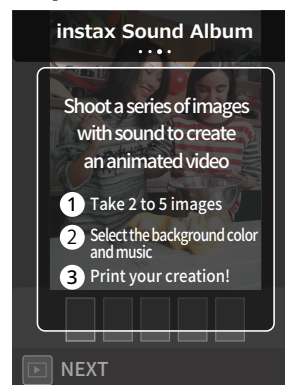 instax Sound Album
Shoot a series of images
with sound to create
an animated video
1 Take 2 to 5 images
2 Select the background color
and music
3 Print your creation!
NEXT